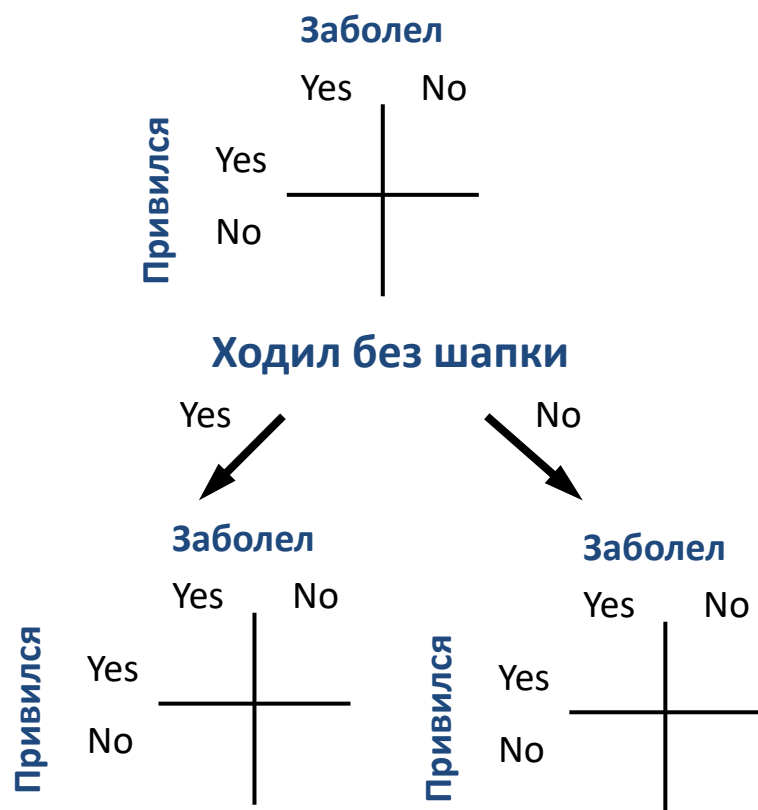 Заболел
Yes No
Привился
Yes
No
Ходил без шапки
Yes No
Заболел
Yes No
Привился
Yes
No
Заболел
Yes No
Привился
Yes
No